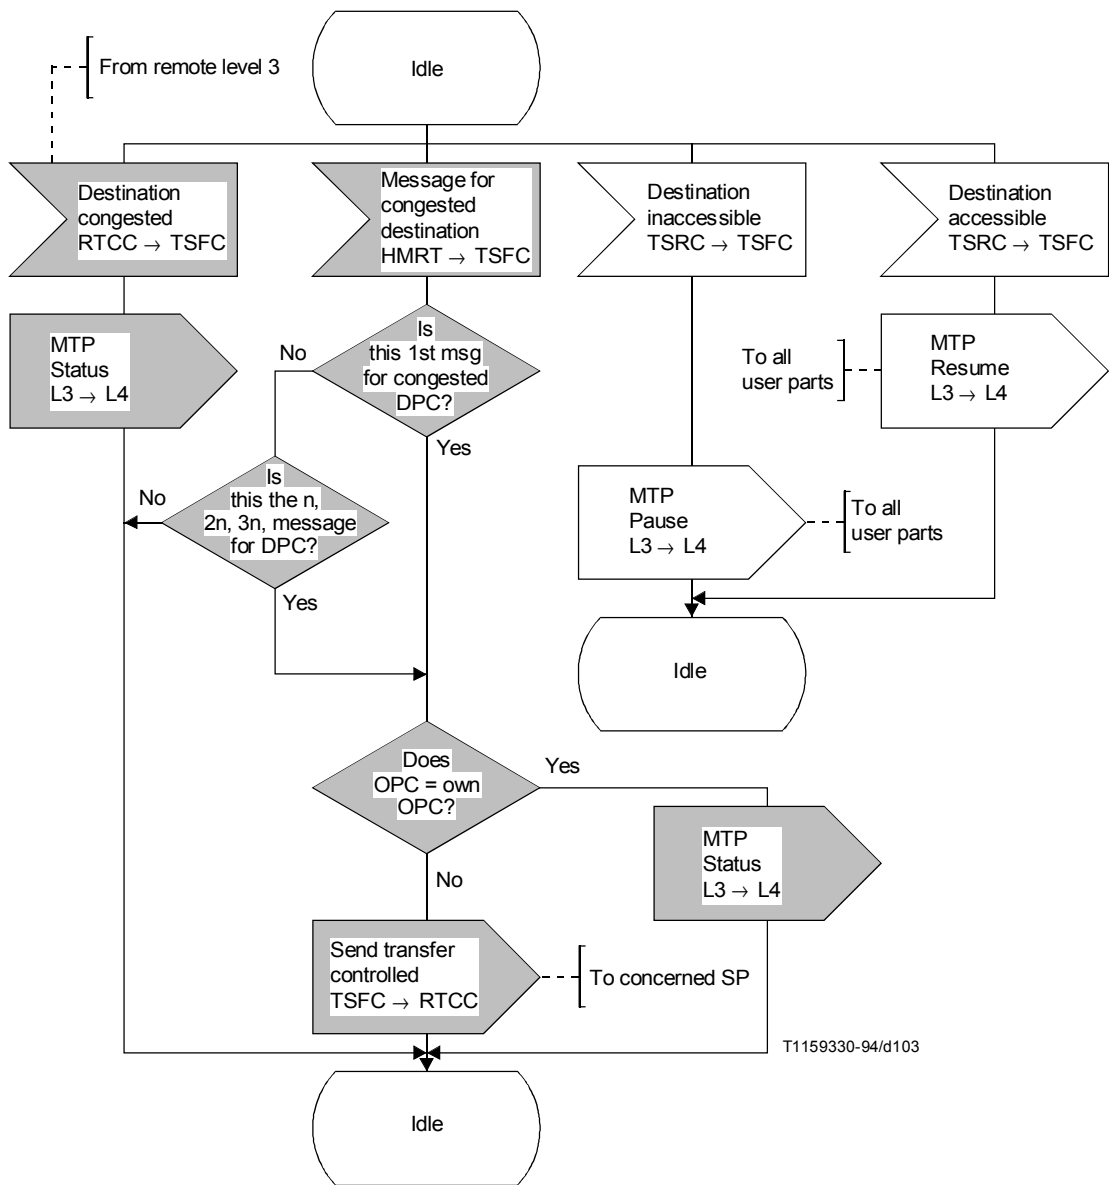 From remote level 3
Idle
Destination
congested
RTCC → TSFC
Message for
congested
destination
HMRT → TSFC
Destination
inaccessible
TSRC → TSFC
Destination
accessible
TSRC → TSFC
MTP
Status
L3 → L4
No
Is
this 1st msg
for congested
DPC?
Yes
To all
user parts
MTP
Resume
L3 → L4
No
Is
this the n,
2n, 3n, message
for DPC?
Yes
MTP
Pause
L3 → L4
To all
user parts
Idle
Does
OPC = own
OPC?
Yes
No
MTP
Status
L3 → L4
Send transfer
controlled
TSFC → RTCC
To concerned SP
T1159330-94/d103
Idle